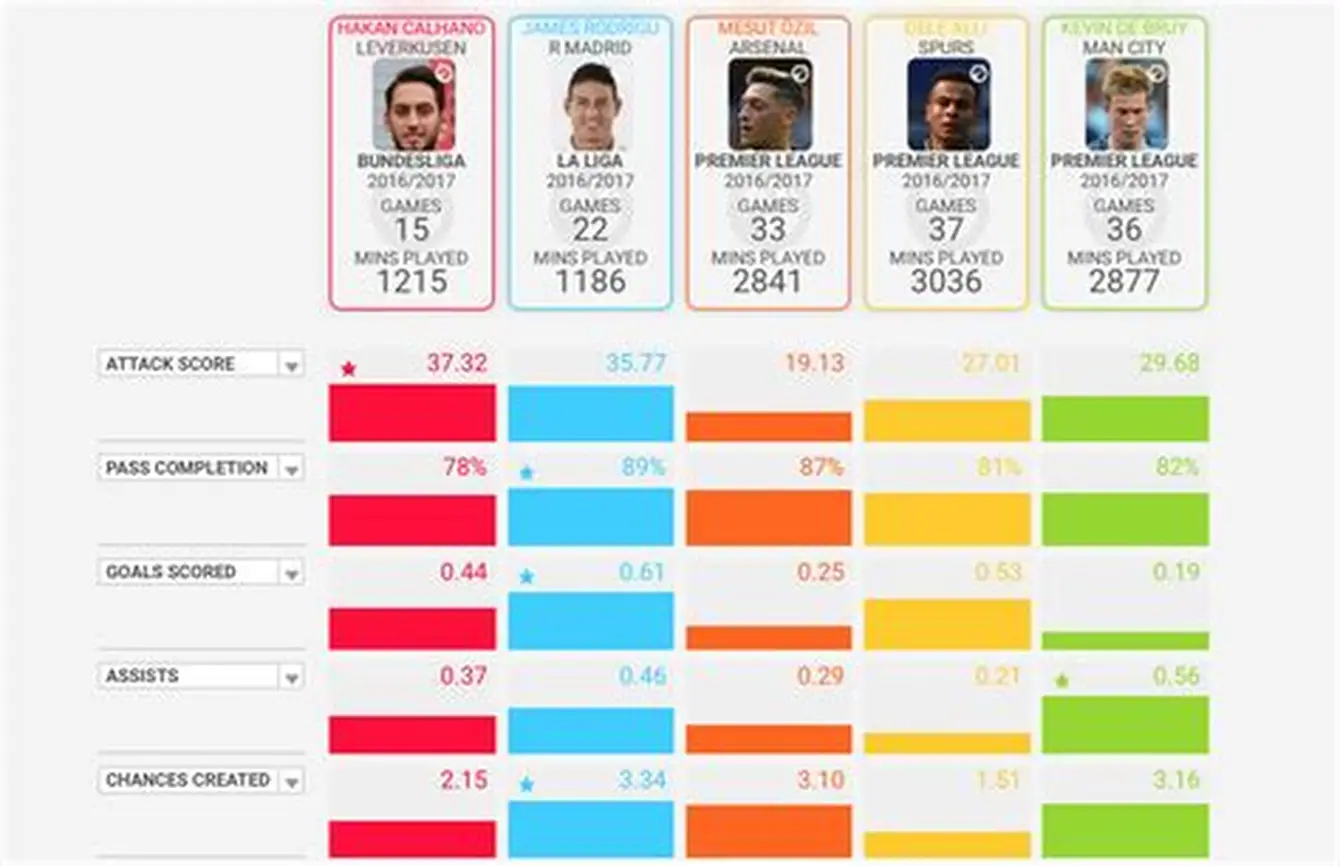 HAKAN CALHANO JAMES RODRIGU MESUT ÖZIL DELE ALLI KEVIN DE BRUY
LEVERKUSEN R MADRID ARSENAL SPURS MAN CITY
BUNDESLIGA LA LIGA PREMIER LEAGUE PREMIER LEAGUE PREMIER LEAGUE
2016/2017 2016/2017 2016/2017 2016/2017 2016/2017
GAMES GAMES GAMES GAMES GAMES
15 22 33 37 36
MINS PLAYED MINS PLAYED MINS PLAYED MINS PLAYED MINS PLAYED
1215 1186 2841 3036 2877
ATTACK SCORE 37.32 35.77 19.13 27.01 29.68
PASS COMPLETION 78% 89% 87% 81% 82%
GOALS SCORED 0.44 0.61 0.25 0.53 0.19
ASSISTS 0.37 0.46 0.29 0.21 0.56
CHANCES CREATED 2.15 3.34 3.10 1.51 3.16